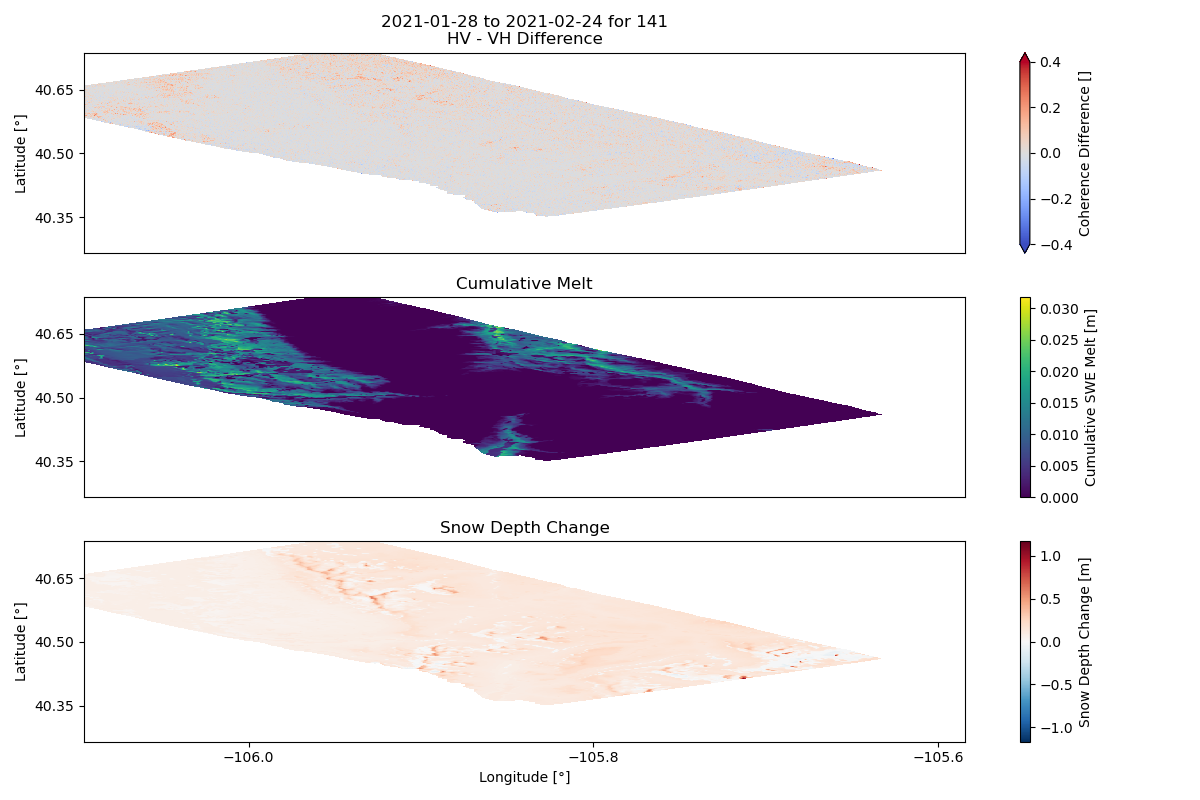 2021-01-28 to 2021-02-24 for 141
HV - VH Difference
40.65
40.50
40.35
Latitude [°]
0.4
0.2
0.0
−0.2
−0.4
Coherence Difference []
Cumulative Melt
40.65
40.50
40.35
Latitude [°]
0.030
0.025
0.020
0.015
0.010
0.005
0.000
Cumulative SWE Melt [m]
Snow Depth Change
40.65
40.50
40.35
Latitude [°]
1.0
0.5
0.0
−0.5
−1.0
Snow Depth Change [m]
−106.0
−105.8
−105.6
Longitude [°]